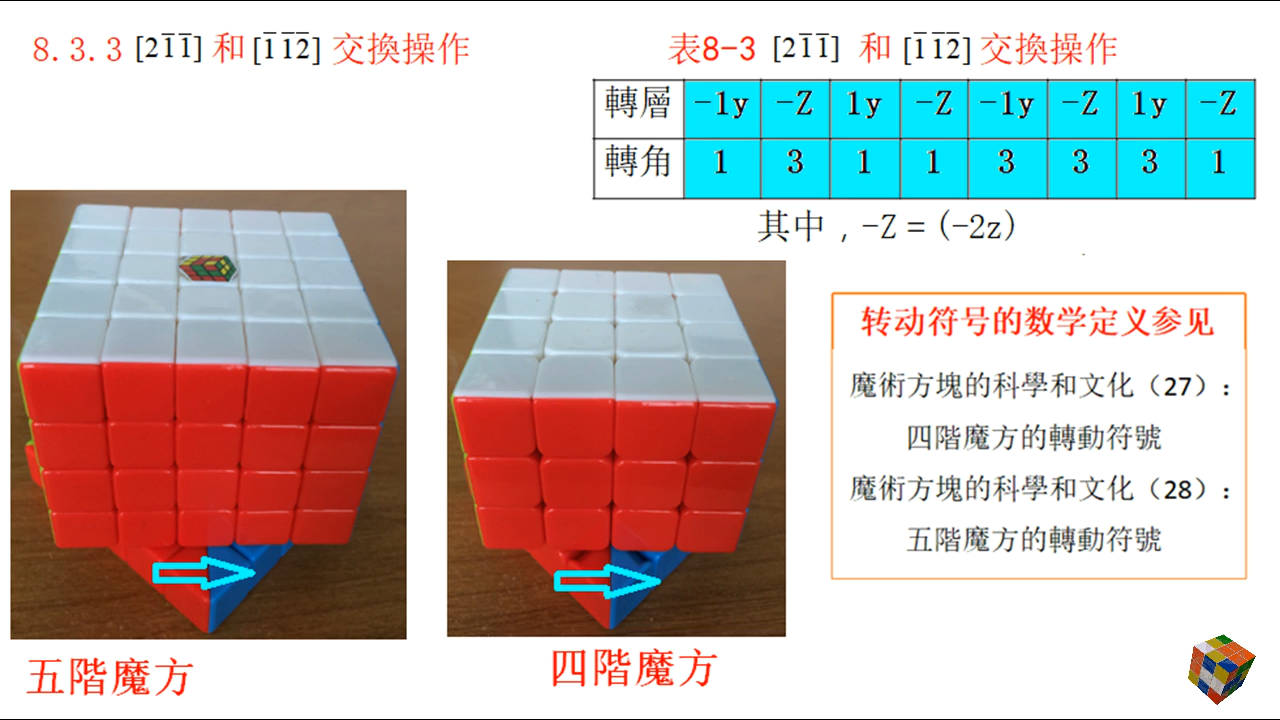 8.3.3 [21̅1̅] 和 [1̅ 1̅2̅] 交換操作
表8-3 [21̅1̅] 和 [1̅ 1̅2̅] 交換操作
轉層 -1y -Z 1y -Z -1y -Z 1y -Z
轉角 1 3 1 1 3 3 3 1
其中，-Z = (-2z)
转动符号的数学定义参见
魔術方塊的科學和文化（27）：
四階魔方的轉動符號
魔術方塊的科學和文化（28）：
五階魔方的轉動符號
五階魔方
四階魔方